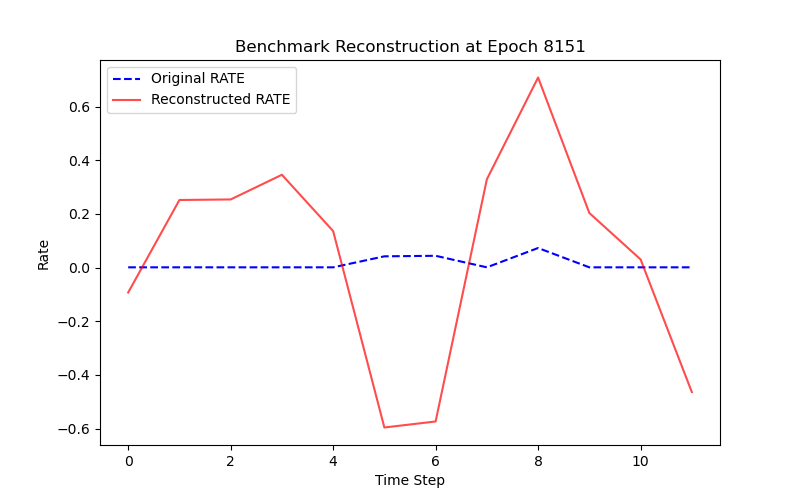 Benchmark Reconstruction at Epoch 8151
Original RATE
Reconstructed RATE
0.6
0.4
0.2
0.0
−0.2
−0.4
−0.6
Rate
0 2 4 6 8 10
Time Step